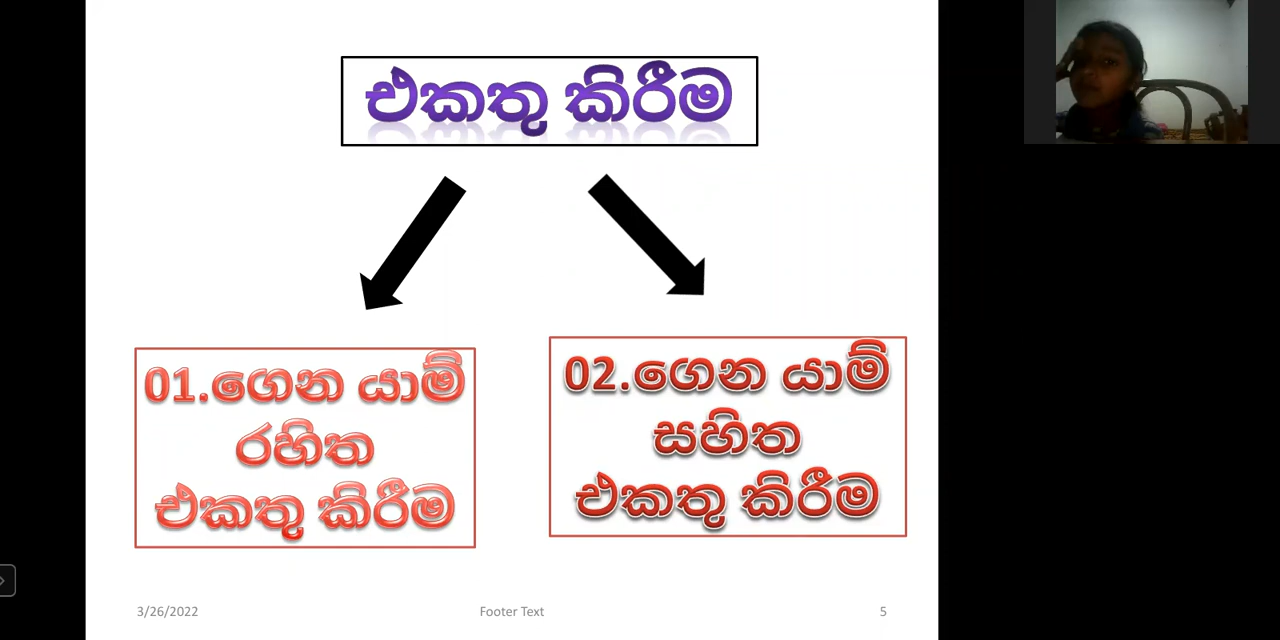 එකතු කිරීම
01.ගෙන යාම්
රහිත
එකතු කිරීම
02.ගෙන යාම්
සහිත
එකතු කිරීම
3/26/2022
Footer Text
5